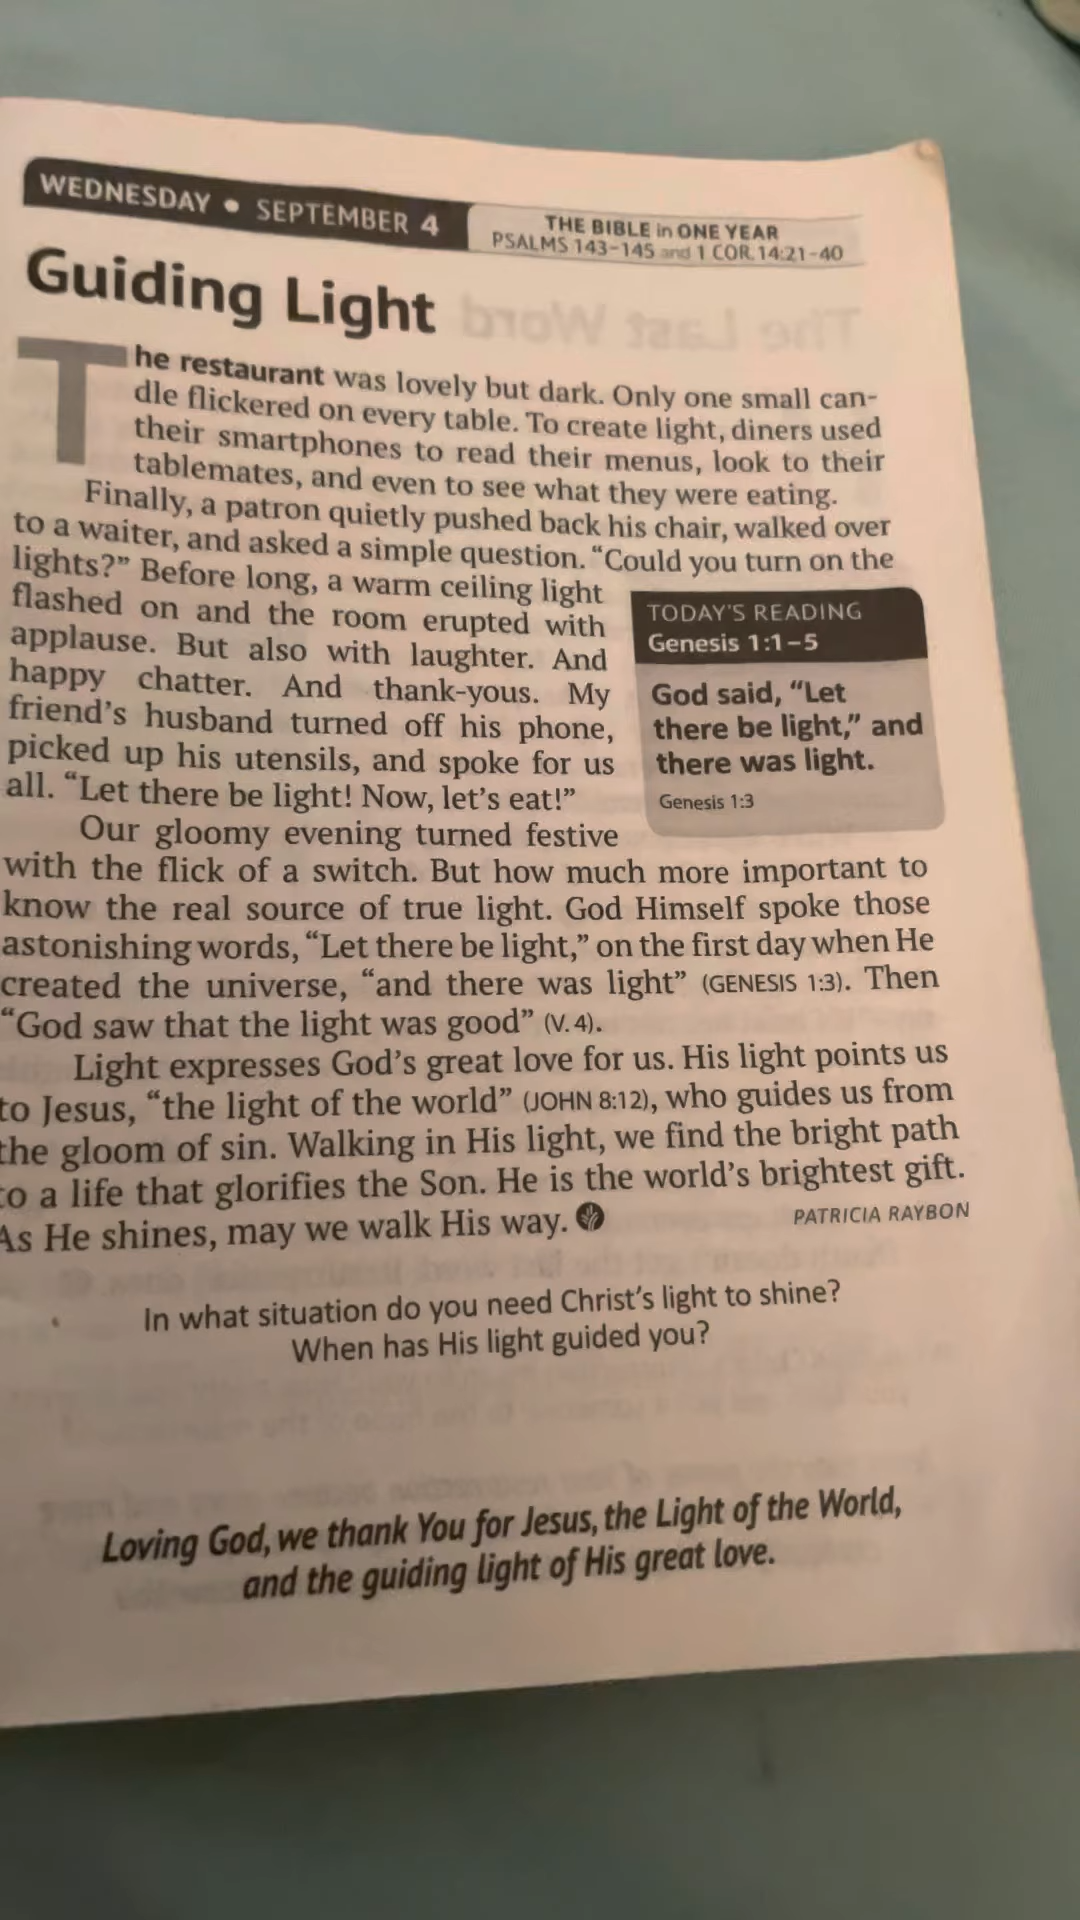 WEDNESDAY • SEPTEMBER 4
THE BIBLE in ONE YEAR
PSALMS 143–145 and 1 COR. 14:21–40
Guiding Light
The Last Word
The restaurant was lovely but dark. Only one small can-
dle flickered on every table. To create light, diners used
their smartphones to read their menus, look to their
tablemates, and even to see what they were eating.
Finally, a patron quietly pushed back his chair, walked over
to a waiter, and asked a simple question. “Could you turn on the
lights?” Before long, a warm ceiling light
flashed on and the room erupted with
applause. But also with laughter. And
happy chatter. And thank-yous. My
friend’s husband turned off his phone,
picked up his utensils, and spoke for us
all. “Let there be light! Now, let’s eat!”
TODAY’S READING
Genesis 1:1–5
God said, “Let
there be light,” and
there was light.
Genesis 1:3
Our gloomy evening turned festive
with the flick of a switch. But how much more important to
know the real source of true light. God Himself spoke those
astonishing words, “Let there be light,” on the first day when He
created the universe, “and there was light” (GENESIS 1:3). Then
“God saw that the light was good” (V. 4).
Light expresses God’s great love for us. His light points us
to Jesus, “the light of the world” (JOHN 8:12), who guides us from
the gloom of sin. Walking in His light, we find the bright path
to a life that glorifies the Son. He is the world’s brightest gift.
As He shines, may we walk His way.
PATRICIA RAYBON
In what situation do you need Christ’s light to shine?
When has His light guided you?
Loving God, we thank You for Jesus, the Light of the World,
and the guiding light of His great love.